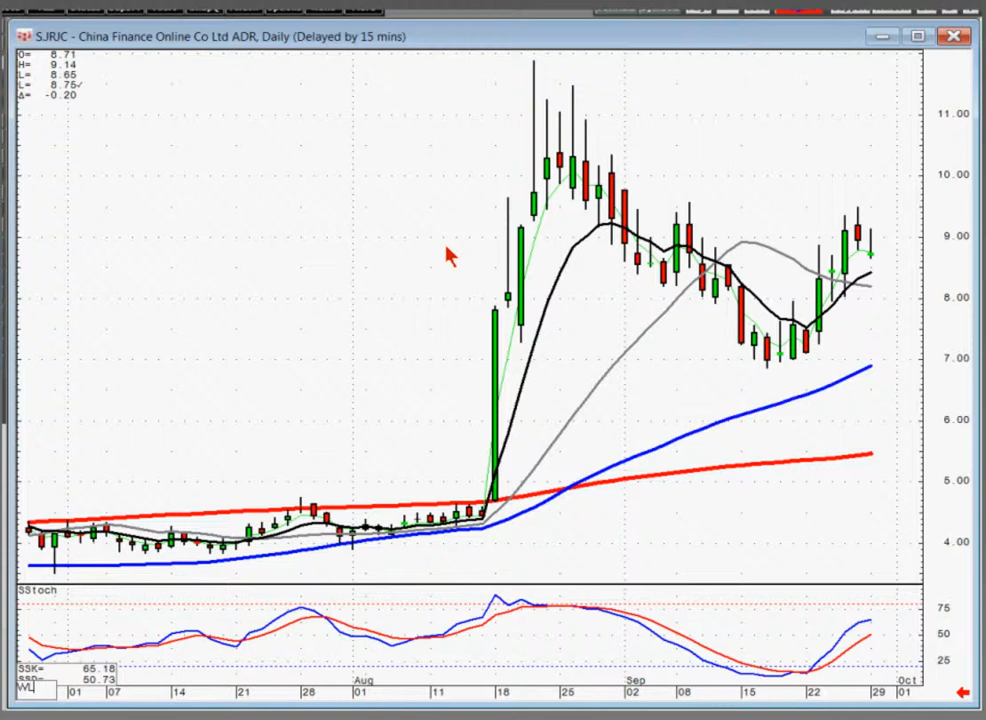 SJRJC - China Finance Online Co Ltd ADR, Daily (Delayed by 15 mins)
O= 8.71
H= 9.14
L= 8.65
L= 8.75✓
Δ= -0.20
11.00
10.00
9.00
8.00
7.00
6.00
5.00
4.00
SStoch
75
50
25
SSK= 65.18
SSD= 50.73
WL
Aug Sep Oct
01 07 14 21 28 01 11 18 25 02 08 15 22 29 01